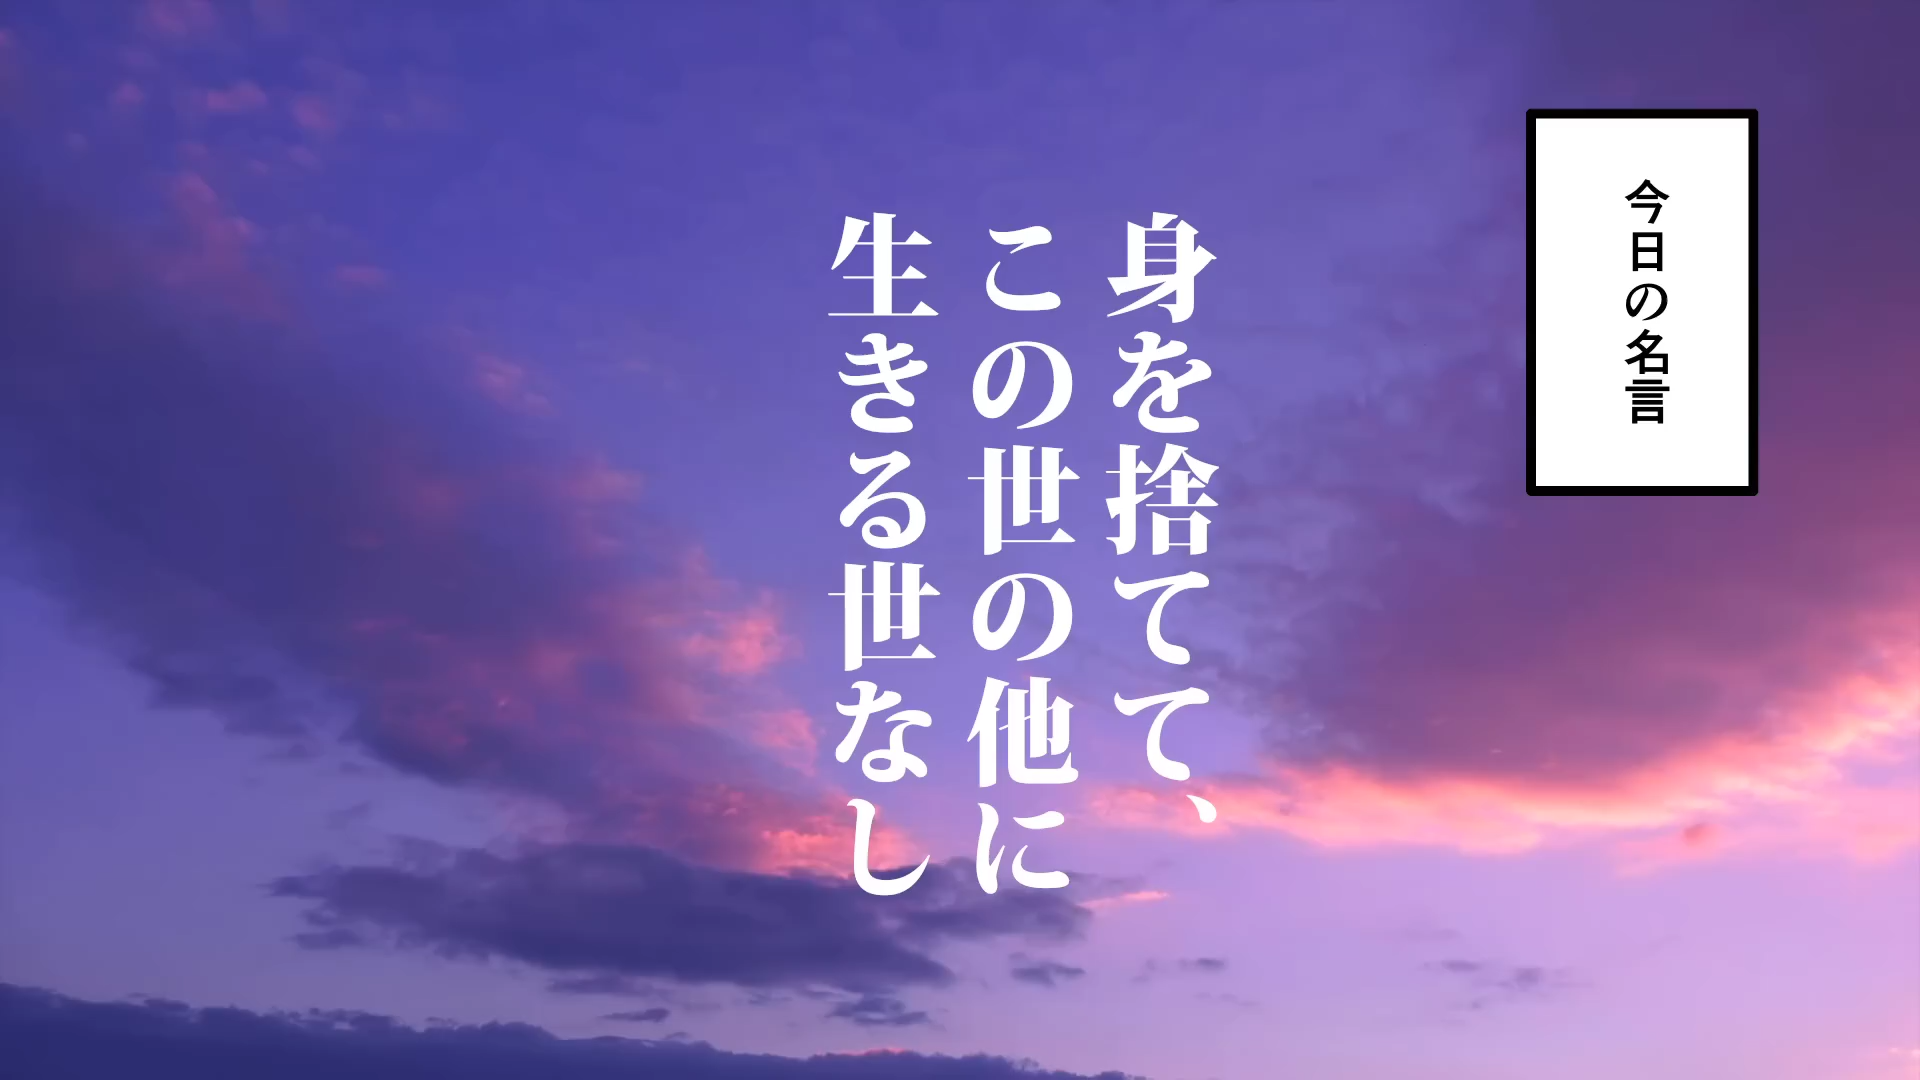 今日の名言
身を捨てて、
この世の他に
生きる世なし